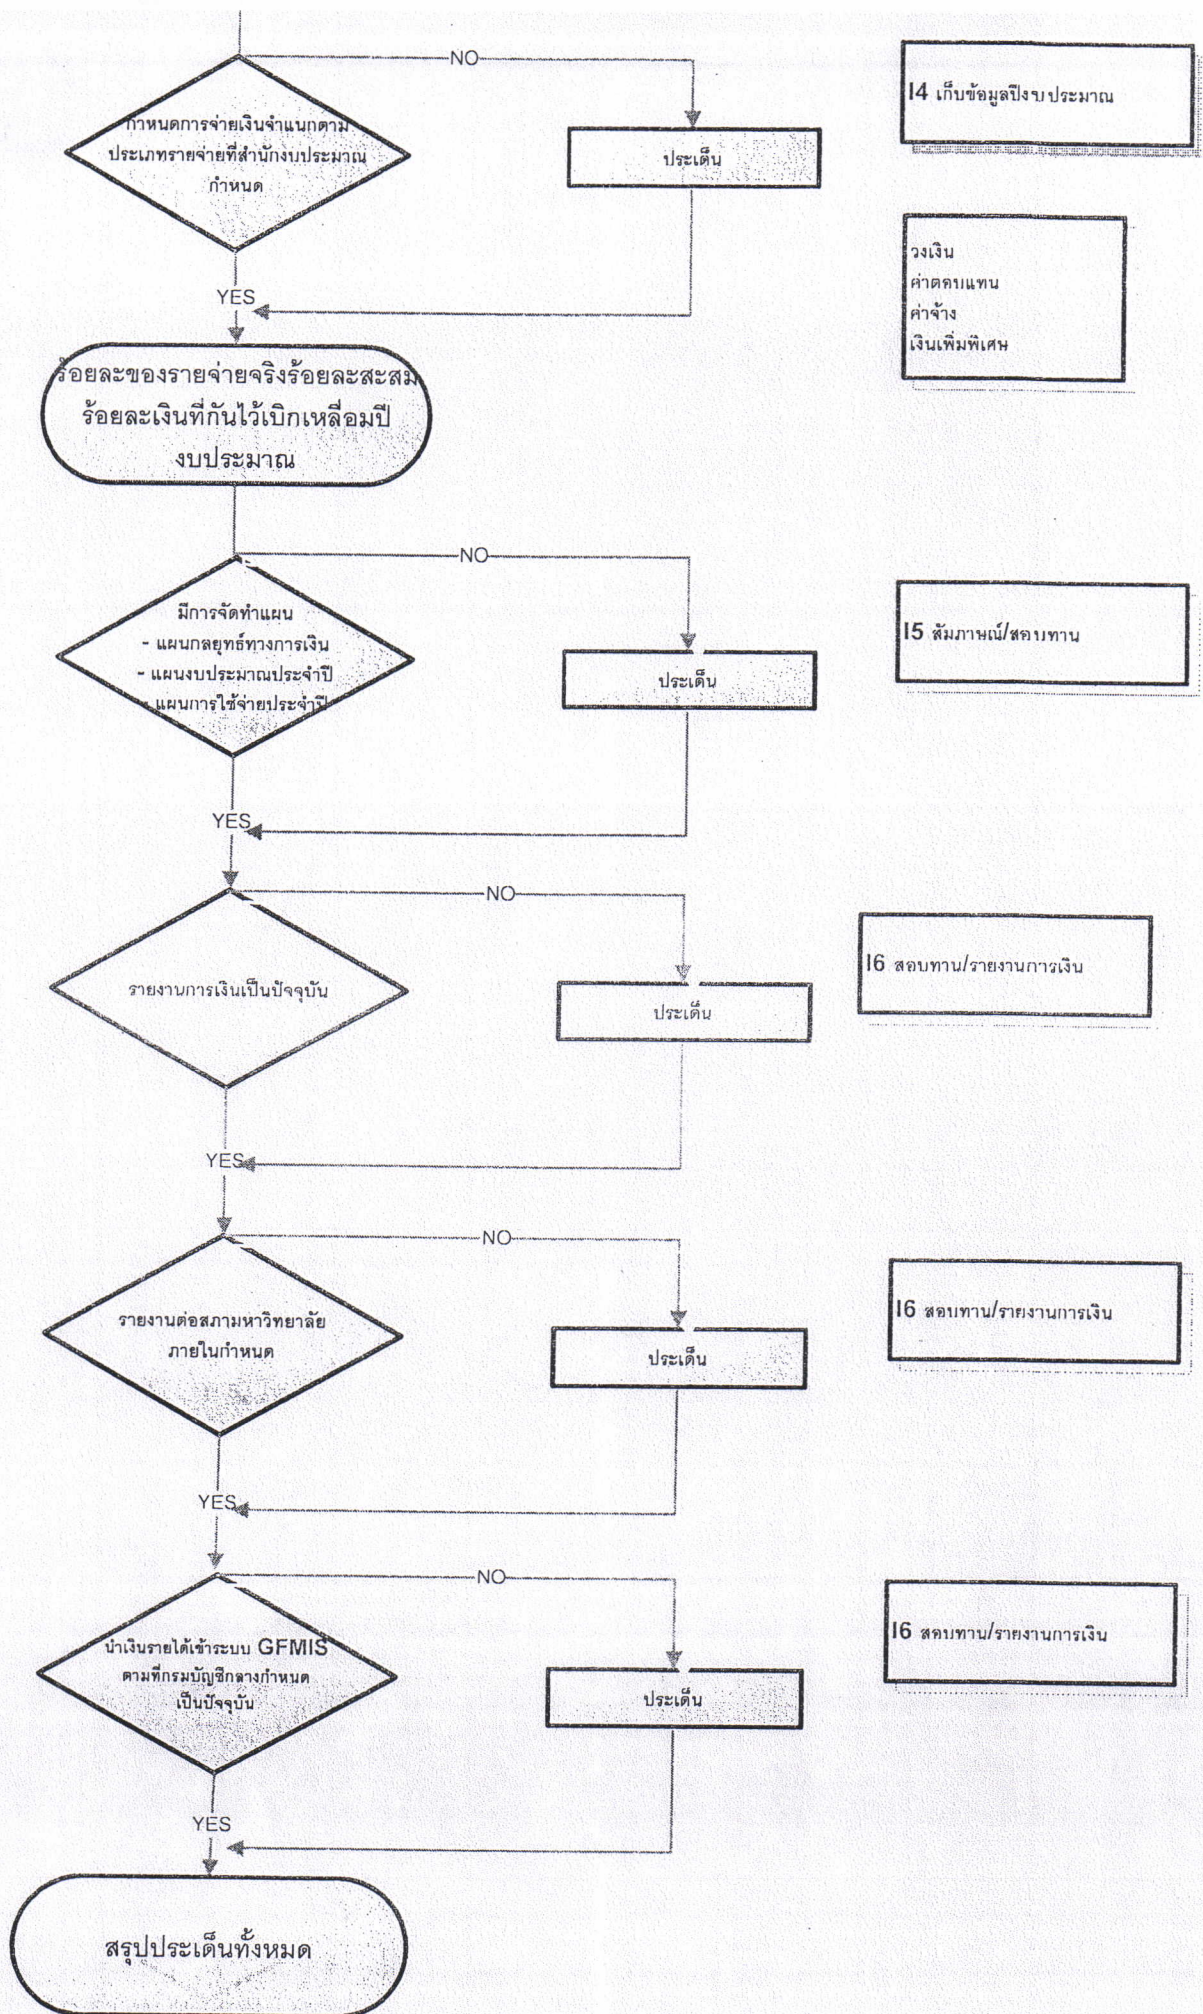 NO
กำหนดการจ่ายเงินจำแนกตาม
ประเภทรายจ่ายที่สำนักงบประมาณ
กำหนด
ประเด็น
I4 เก็บข้อมูลปีงบประมาณ
วงเงิน
ค่าตอบแทน
ค่าจ้าง
เงินเพิ่มพิเศษ
YES
ร้อยละของรายจ่ายจริงร้อยละสะสม
ร้อยละเงินที่กันไว้เบิกเหลื่อมปี
งบประมาณ
NO
มีการจัดทำแผน
- แผนกลยุทธ์ทางการเงิน
- แผนงบประมาณประจำปี
- แผนการใช้จ่ายประจำปี
ประเด็น
I5 สัมภาษณ์/สอบทาน
YES
NO
รายงานการเงินเป็นปัจจุบัน
ประเด็น
I6 สอบทาน/รายงานการเงิน
YES
NO
รายงานต่อสภามหาวิทยาลัย
ภายในกำหนด
ประเด็น
I6 สอบทาน/รายงานการเงิน
YES
NO
นำเงินรายได้เข้าระบบ GFMIS
ตามที่กรมบัญชีกลางกำหนด
เป็นปัจจุบัน
ประเด็น
I6 สอบทาน/รายงานการเงิน
YES
สรุปประเด็นทั้งหมด